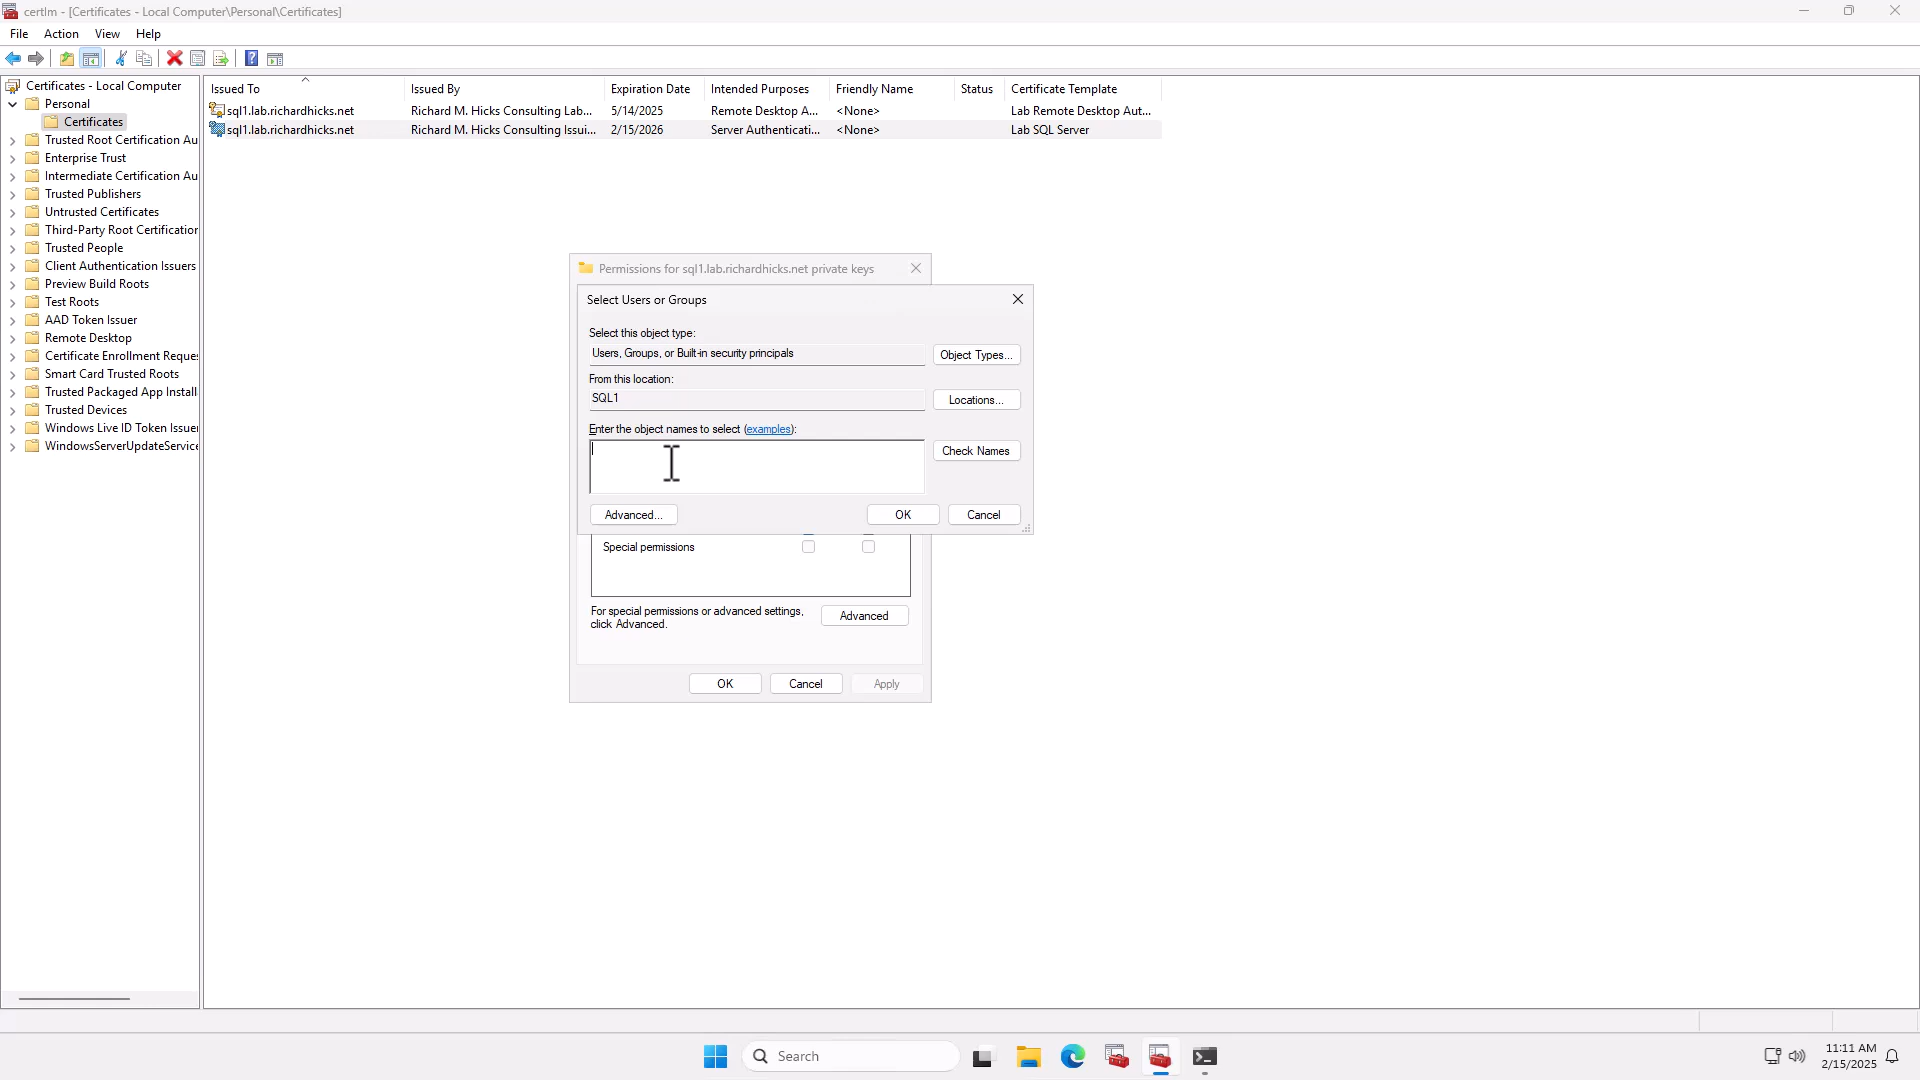 certlm - [Certificates - Local Computer\Personal\Certificates]
File Action View Help
Certificates - Local Computer
Personal
Certificates
Trusted Root Certification Au
Enterprise Trust
Intermediate Certification Au
Trusted Publishers
Untrusted Certificates
Third-Party Root Certification
Trusted People
Client Authentication Issuers
Preview Build Roots
Test Roots
AAD Token Issuer
Remote Desktop
Certificate Enrollment Reque
Smart Card Trusted Roots
Trusted Packaged App Install
Trusted Devices
Windows Live ID Token Issuer
WindowsServerUpdateService
Issued To Issued By Expiration Date Intended Purposes Friendly Name Status Certificate Template
sql1.lab.richardhicks.net Richard M. Hicks Consulting Lab... 5/14/2025 Remote Desktop A... <None> Lab Remote Desktop Aut...
sql1.lab.richardhicks.net Richard M. Hicks Consulting Issui... 2/15/2026 Server Authenticati... <None> Lab SQL Server
Permissions for sql1.lab.richardhicks.net private keys
Select Users or Groups
Select this object type:
Users, Groups, or Built-in security principals
Object Types...
From this location:
SQL1
Locations...
Enter the object names to select (examples):
Check Names
Advanced...
OK
Cancel
Special permissions
For special permissions or advanced settings,
click Advanced.
Advanced
OK
Cancel
Apply
Search
11:11 AM
2/15/2025